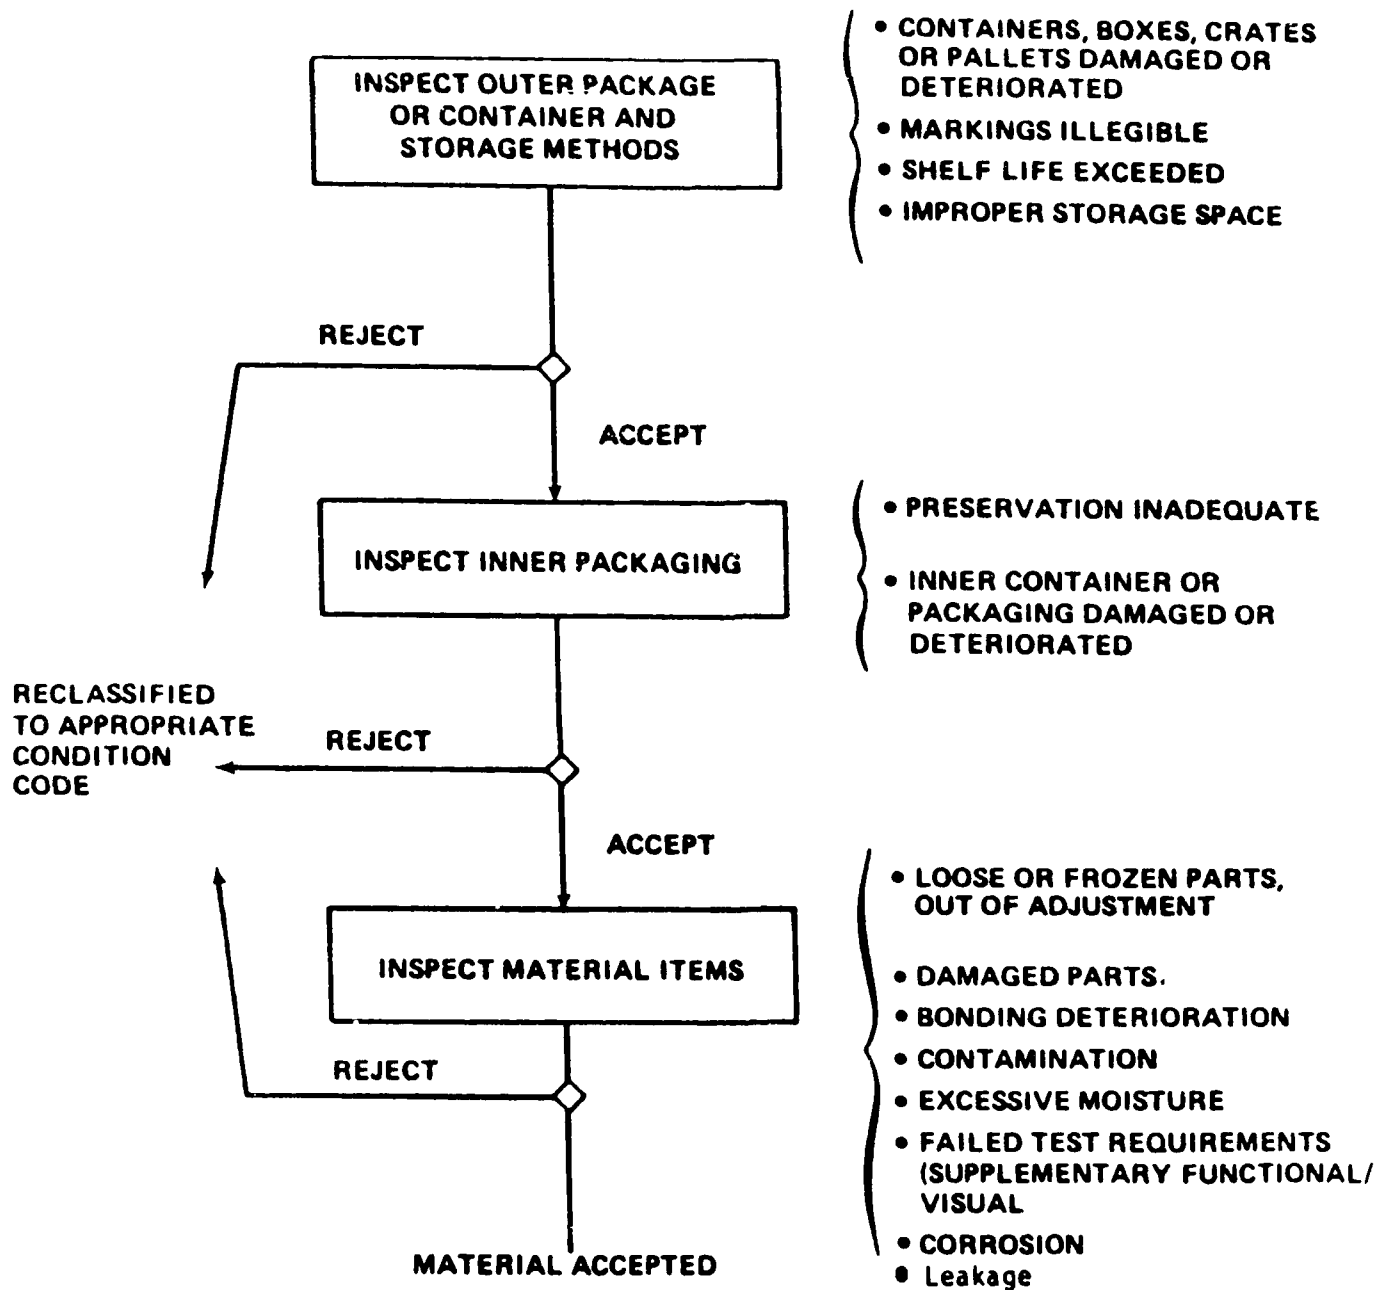 INSPECT OUTER PACKAGE
OR CONTAINER AND
STORAGE METHODS
• CONTAINERS, BOXES, CRATES
OR PALLETS DAMAGED OR
DETERIORATED
• MARKINGS ILLEGIBLE
• SHELF LIFE EXCEEDED
• IMPROPER STORAGE SPACE
REJECT
ACCEPT
INSPECT INNER PACKAGING
• PRESERVATION INADEQUATE
• INNER CONTAINER OR
PACKAGING DAMAGED OR
DETERIORATED
RECLASSIFIED
TO APPROPRIATE
CONDITION
CODE
REJECT
ACCEPT
INSPECT MATERIAL ITEMS
• LOOSE OR FROZEN PARTS,
OUT OF ADJUSTMENT
• DAMAGED PARTS.
• BONDING DETERIORATION
• CONTAMINATION
• EXCESSIVE MOISTURE
• FAILED TEST REQUIREMENTS
(SUPPLEMENTARY FUNCTIONAL/
VISUAL
• CORROSION
• Leakage
REJECT
MATERIAL ACCEPTED